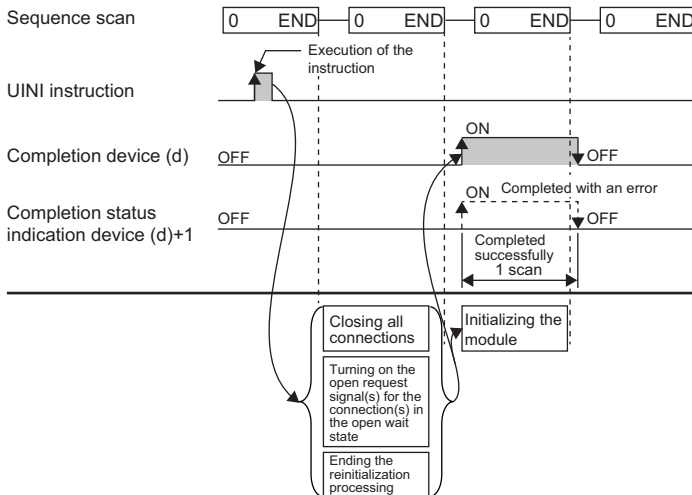 Sequence scan
0 END 0 END 0 END 0 END
Execution of the
instruction
UINI instruction
ON
Completion device (d)
OFF
OFF
ON Completed with an error
Completion status
indication device (d)+1
OFF
OFF
Completed
successfully
1 scan
Closing all
connections
Initializing the
module
Turning on the
open request
signal(s) for the
connection(s) in
the open wait
state
Ending the
reinitialization
processing